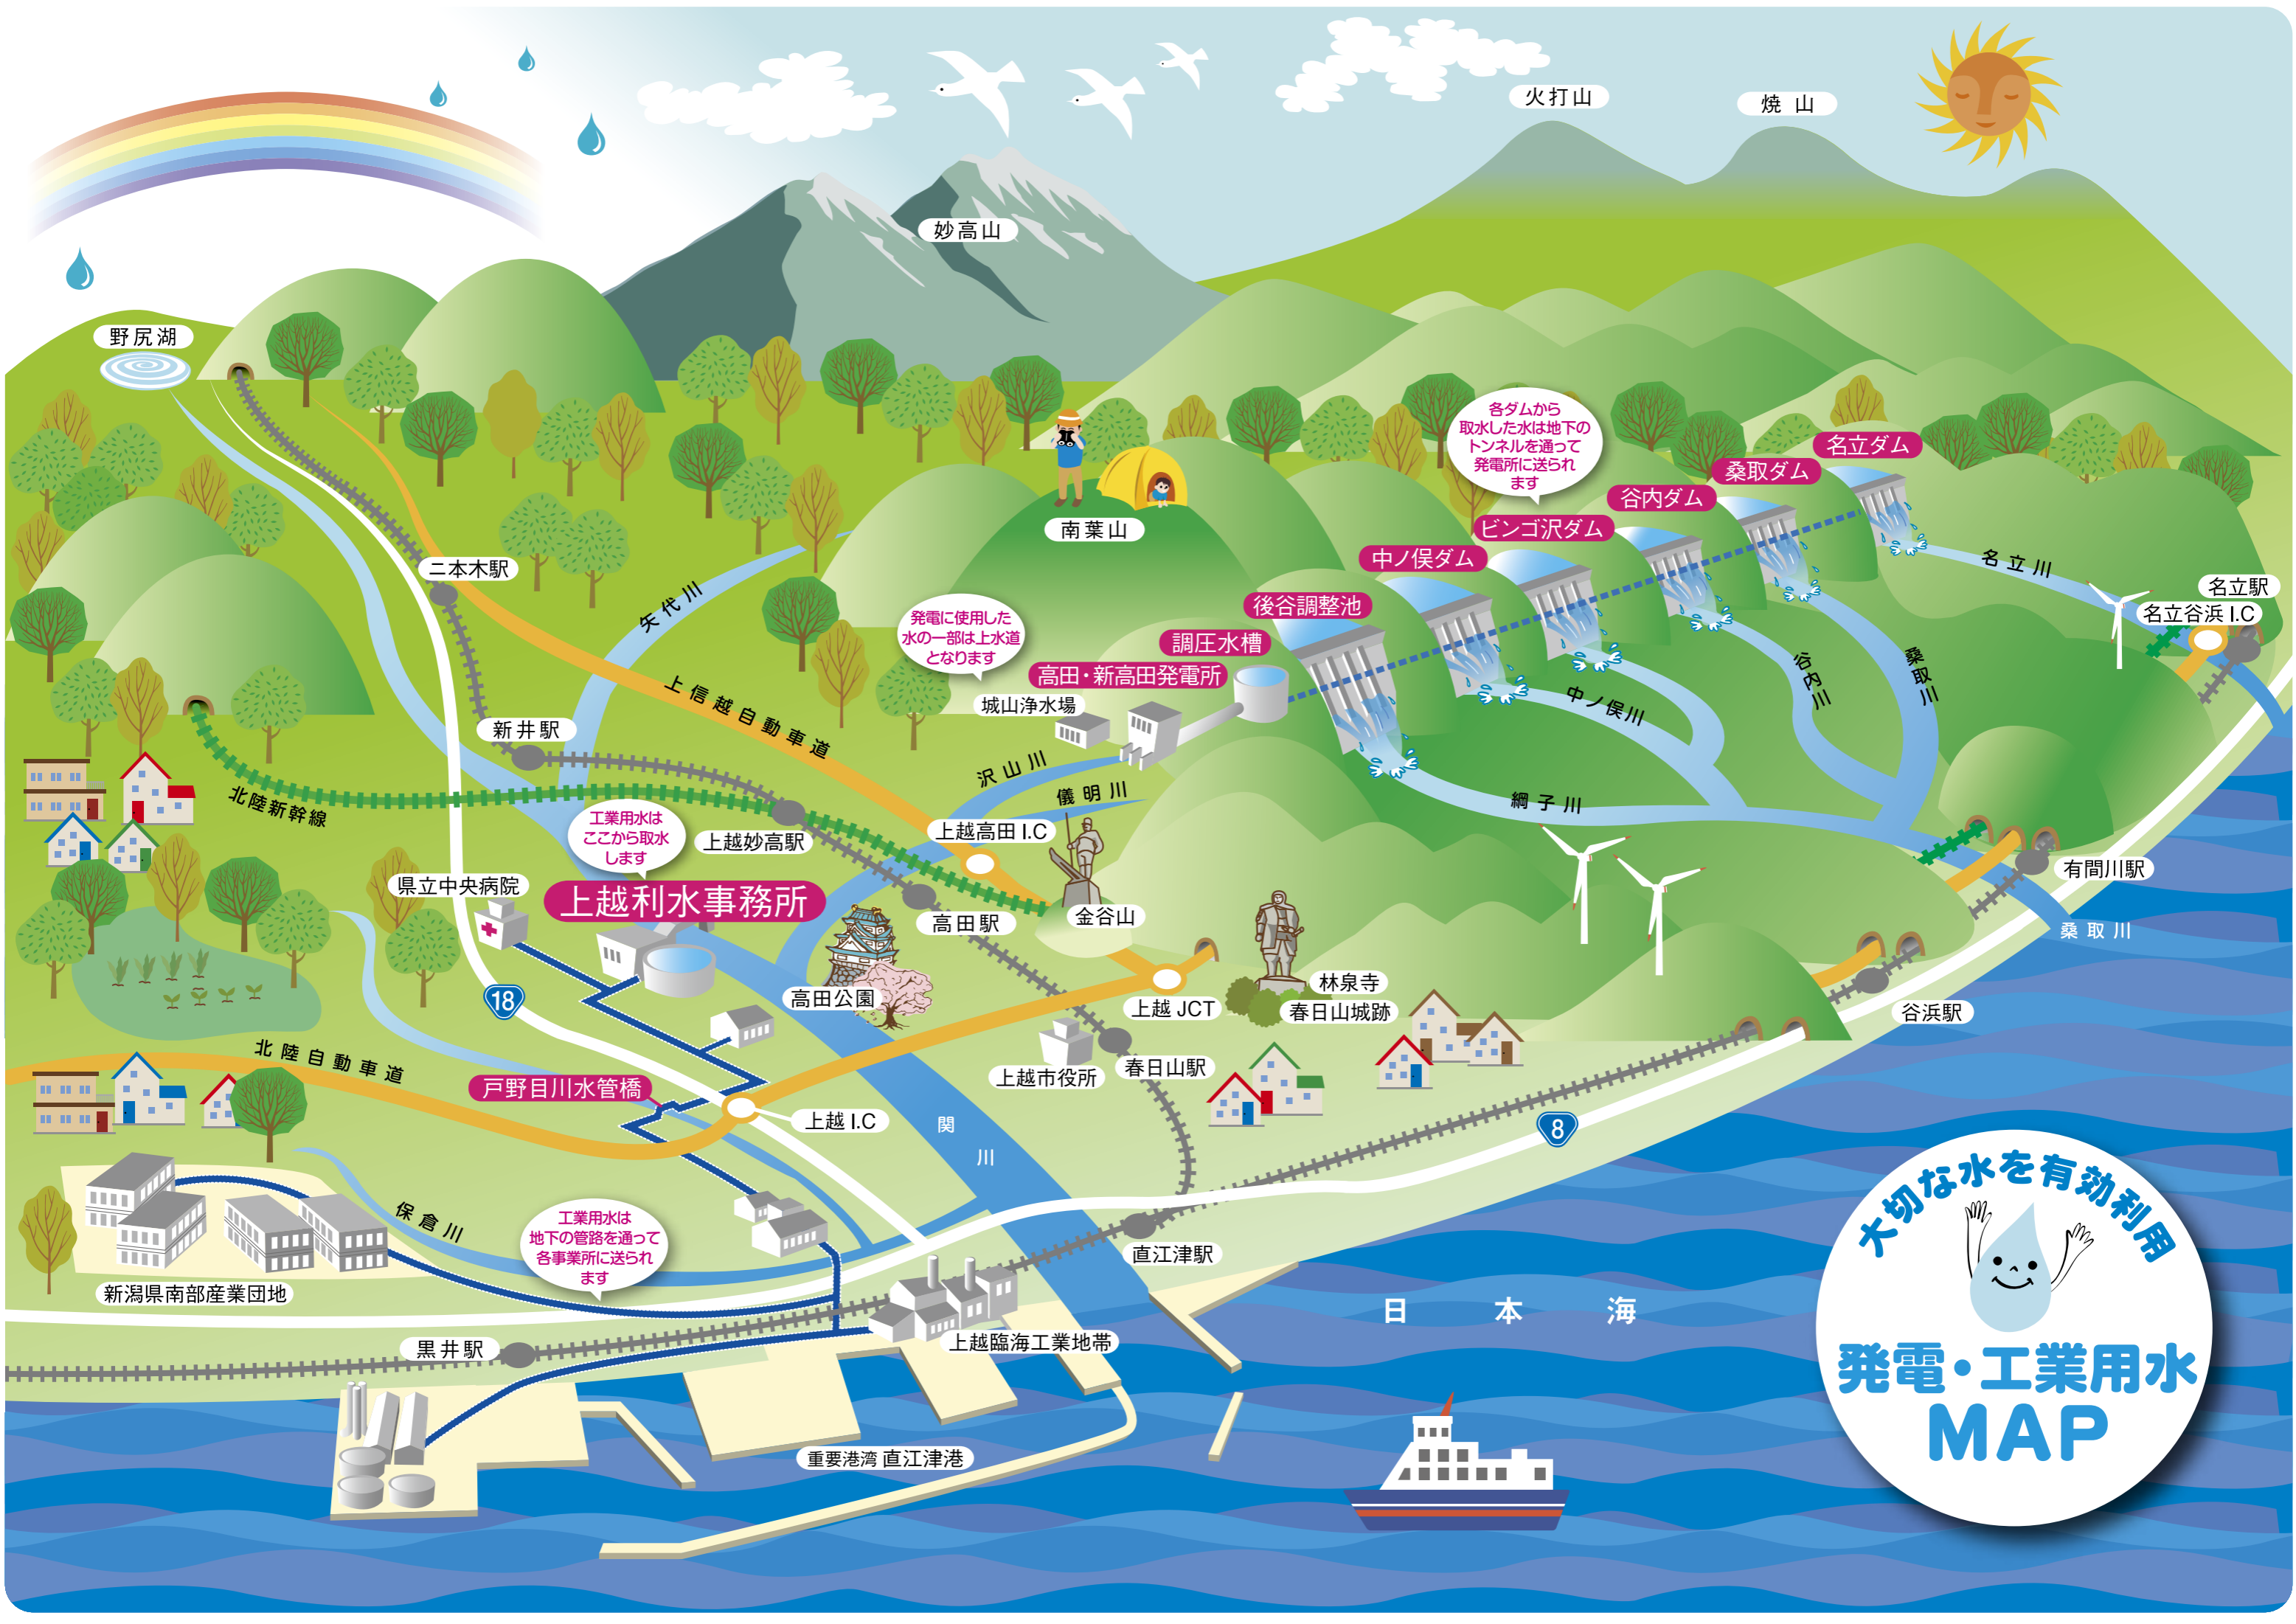 火打山
焼 山
妙高山
野尻湖
各ダムから
取水した水は地下の
トンネルを通って
発電所に送られ
ます
名立ダム
桑取ダム
谷内ダム
ビンゴ沢ダム
中ノ俣ダム
後谷調整池
調圧水槽
高田・新高田発電所
南葉山
二本木駅
矢代川
発電に使用した
水の一部は上水道
となります
城山浄水場
名立川
名立駅
名立谷浜 I.C
谷内川
桑取川
中ノ俣川
綱子川
上信越自動車道
新井駅
沢山川
儀明川
北陸新幹線
工業用水は
ここから取水
します
上越妙高駅
上越高田 I.C
県立中央病院
上越利水事務所
高田駅
金谷山
有間川駅
桑取川
18
高田公園
上越 JCT
林泉寺
春日山城跡
谷浜駅
北陸自動車道
戸野目川水管橋
上越市役所
春日山駅
上越 I.C
関川
8
保倉川
工業用水は
地下の管路を通って
各事業所に送られ
ます
新潟県南部産業団地
直江津駅
黒井駅
上越臨海工業地帯
日本海
重要港湾 直江津港
大切な水を有効利用
発電・工業用水
MAP